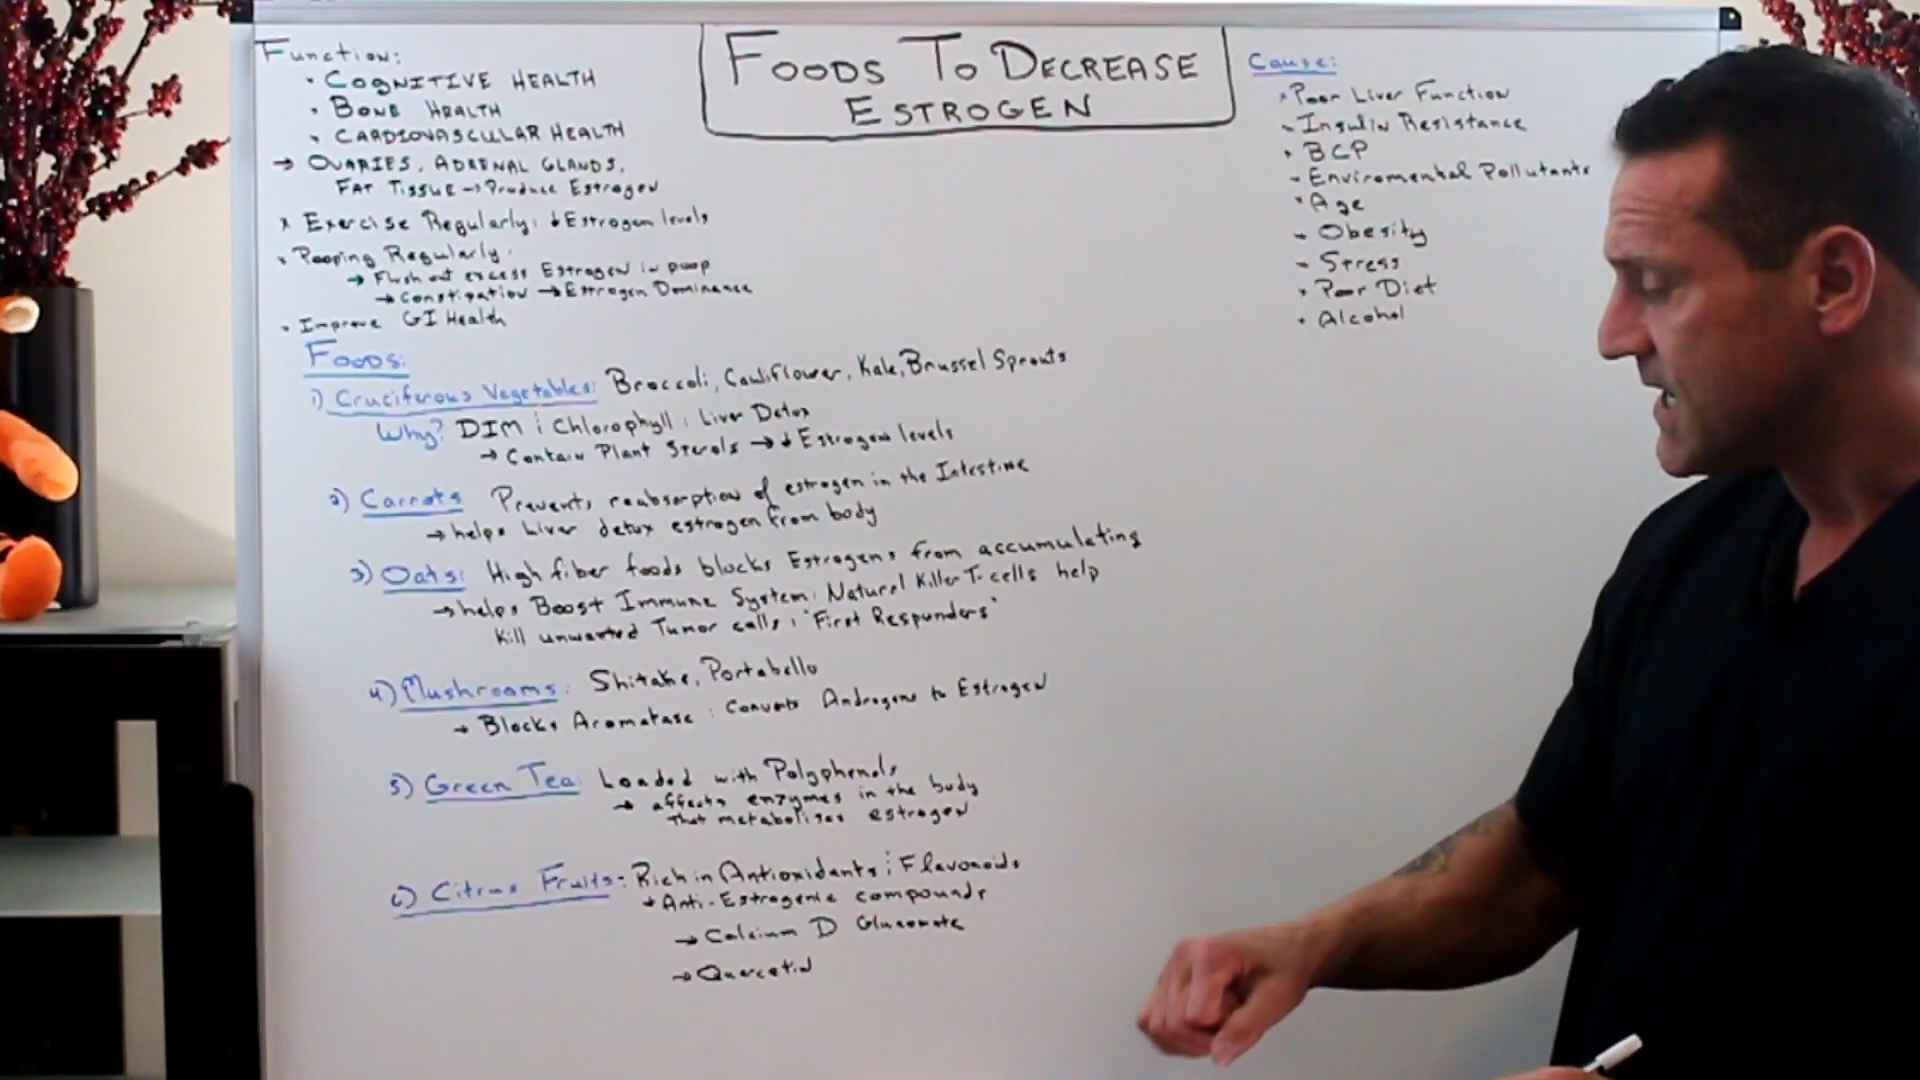 Foods To Decrease
Estrogen
Function:
• Cognitive Health
• Bone Health
• Cardiovascular Health
→ Ovaries, Adrenal Glands,
Fat Tissue → Produce Estrogen
* Exercise Regularly: ↓ Estrogen levels
• Pooping Regularly:
→ Flush out excess Estrogen in poop
→ Constipation → Estrogen Dominance
• Improve GI Health
Cause:
• Poor Liver Function
• Insulin Resistance
• BCP
• Enviromental Pollutants
• Age
• Obesity
• Stress
• Poor Diet
• Alcohol
Foods:
1) Cruciferous Vegetables: Broccoli, Cauliflower, Kale, Brussel Sprouts
Why? DIM & Chlorophyll: Liver Detox
→ Contain Plant Sterols → ↓ Estrogen levels
2) Carrots Prevents reabsorption of estrogen in the Intestine
→ helps Liver detox estrogen from body
3) Oats: High fiber foods blocks Estrogens from accumulating
→ helps Boost Immune System: Natural Killer T-cells help
Kill unwanted Tumor cells: "First Responders"
4) Mushrooms: Shitake, Portabello
→ Blocks Aromatase: Converts Androgens to Estrogen
5) Green Tea: Loaded with Polyphenols
→ affects enzymes in the body
That metabolizes estrogen
6) Citrus Fruits - Rich in Antioxidants & Flavonoids
→ Anti-Estrogenic compounds
→ Calcium D Glucorate
→ Quercetin